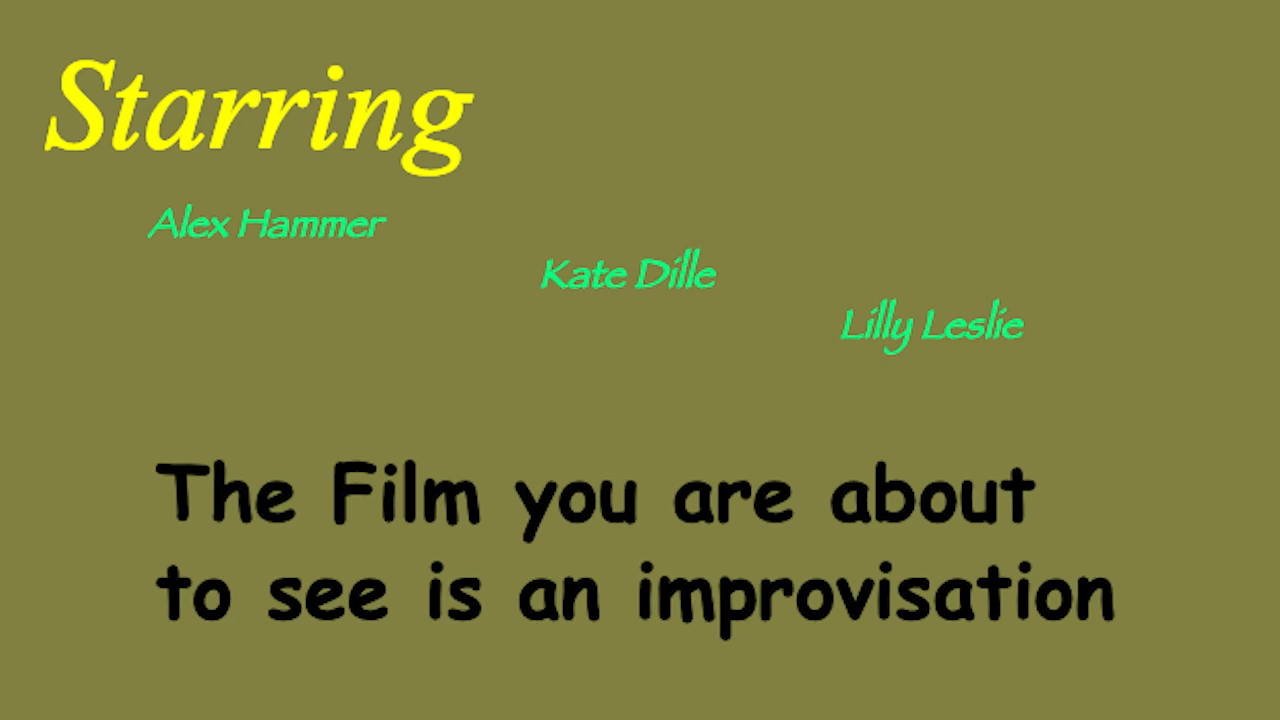 Starring
Alex Hammer
Kate Dille
Lilly Leslie
The Film you are about
to see is an improvisation